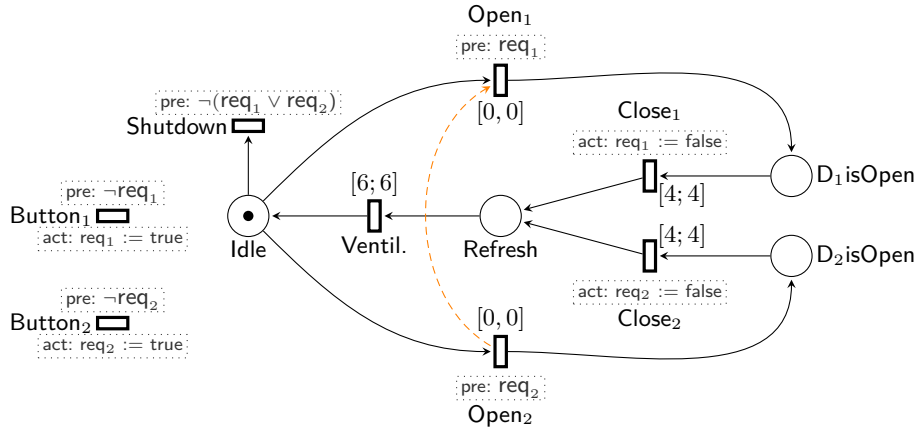 Open₁
pre: req₁
[0, 0]
pre: ¬(req₁ ∨ req₂)
Shutdown
Close₁
act: req₁ := false
[4; 4]
D₁isOpen
[6; 6]
Ventil.
pre: ¬req₁
Button₁
act: req₁ := true
Idle
Refresh
[4; 4]
D₂isOpen
act: req₂ := false
Close₂
pre: ¬req₂
Button₂
act: req₂ := true
[0, 0]
pre: req₂
Open₂